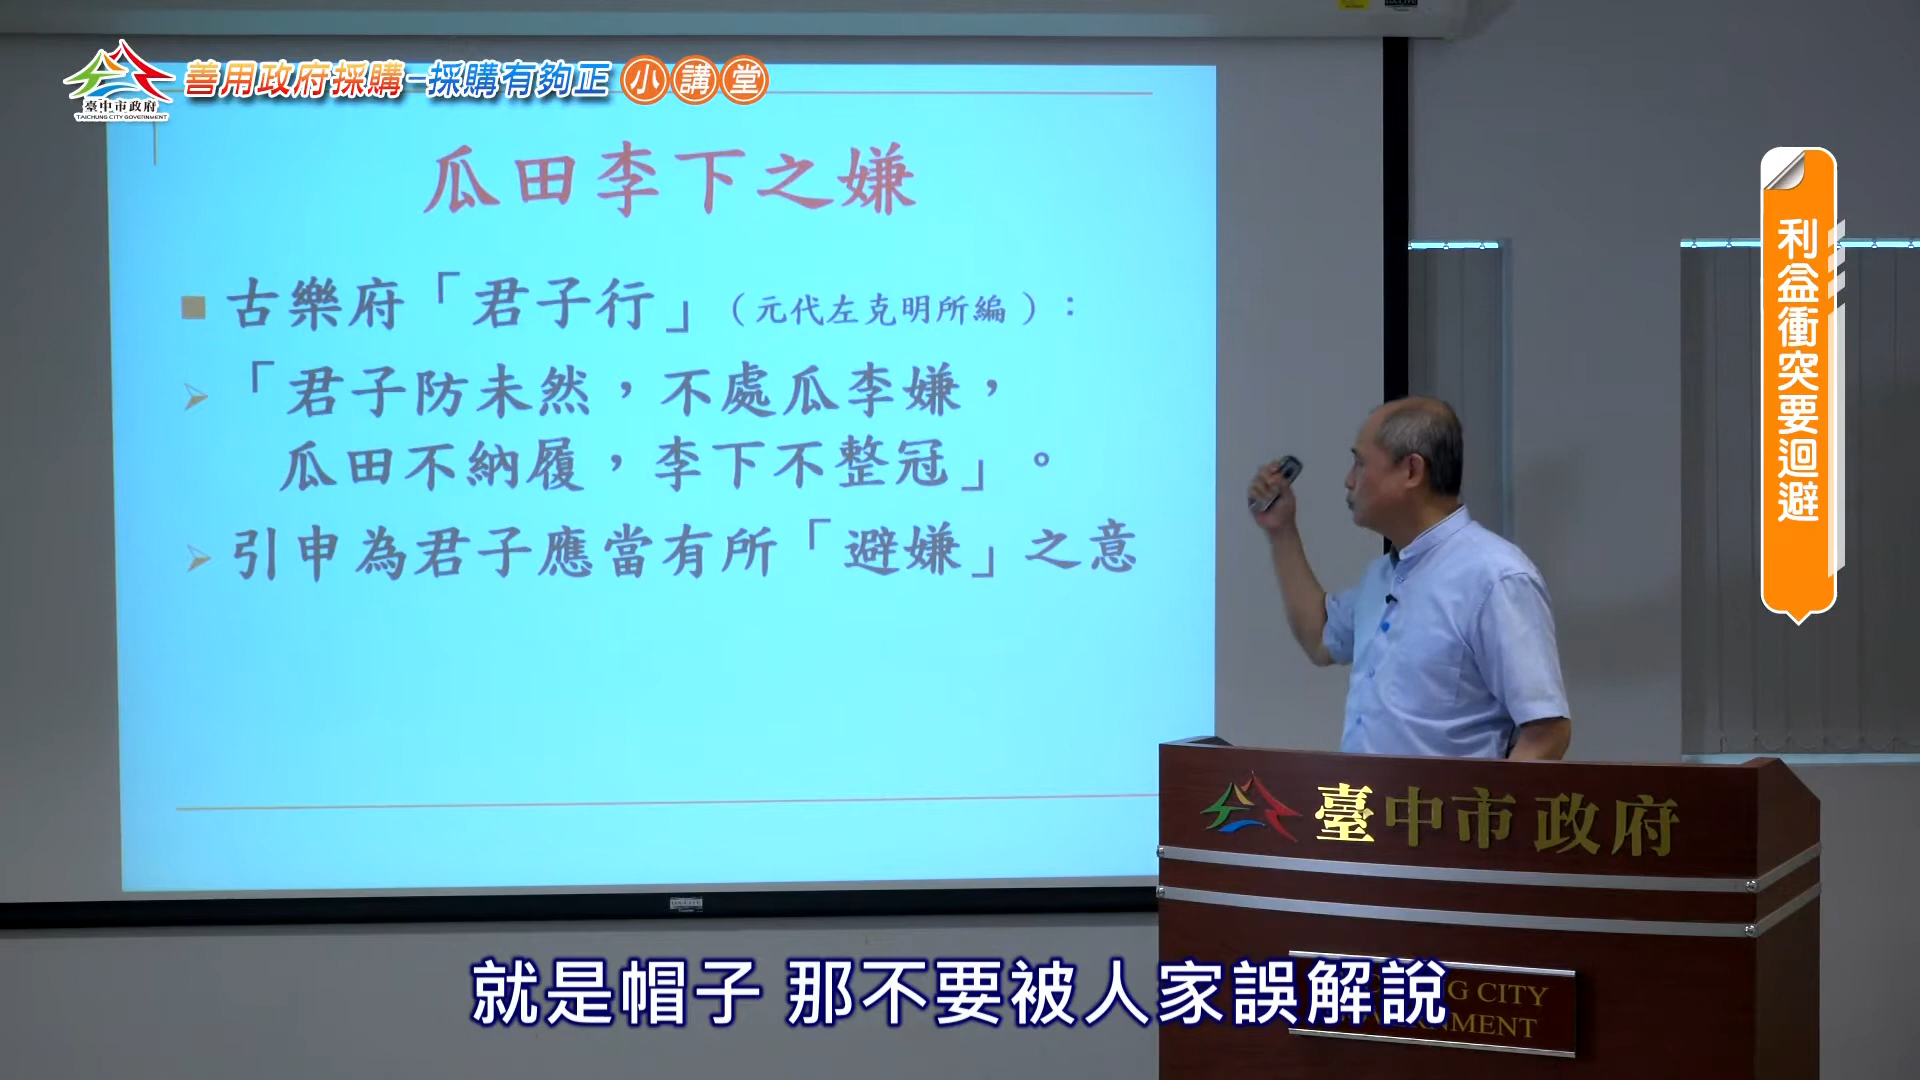 臺中市政府
TAICHUNG CITY GOVERNMENT
善用政府採購-採購有夠正 小講堂
瓜田李下之嫌
古樂府「君子行」(元代左克明所編):
「君子防未然,不處瓜李嫌,
瓜田不納履,李下不整冠」。
引申為君子應當有所「避嫌」之意
利益衝突要迴避
臺中市政府
NG CITY
就是帽子 那不要被人家誤解說